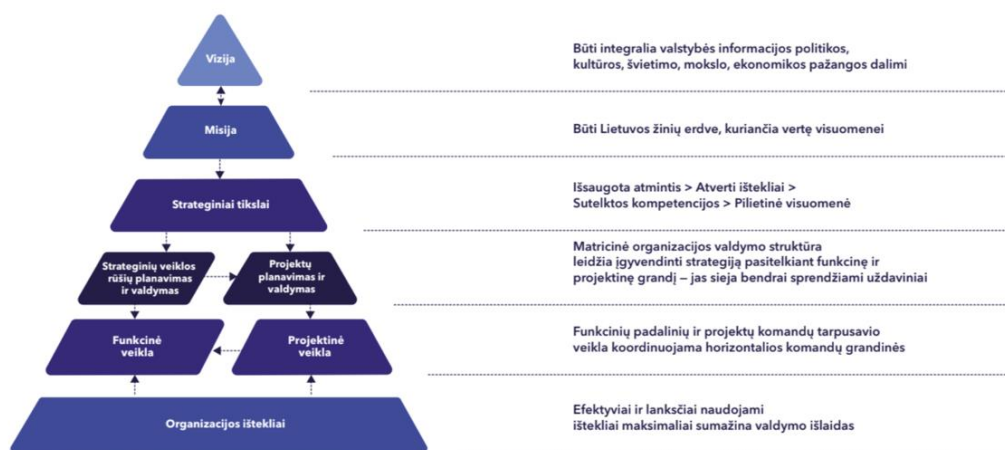 Vizija
Būti integralia valstybės informacijos politikos,
kultūros, švietimo, mokslo, ekonomikos pažangos dalimi
Misija
Būti Lietuvos žinių erdve, kuriančia vertę visuomenei
Strateginiai tikslai
Išsaugota atmintis > Atverti ištekliai >
Sutelktos kompetencijos > Pilietinė visuomenė
Strateginių veiklos
rūšių planavimas
ir valdymas
Projektų
planavimas ir
valdymas
Matricinė organizacijos valdymo struktūra
leidžia įgyvendinti strategiją pasitelkiant funkcinę ir
projektinę grandį – jas sieja bendrai sprendžiami uždaviniai
Funkcinė
veikla
Projektinė
veikla
Funkcinių padalinių ir projektų komandų tarpusavio
veikla koordinuojama horizontalios komandų grandinės
Organizacijos ištekliai
Efektyviai ir lanksčiai naudojami
ištekliai maksimaliai sumažina valdymo išlaidas